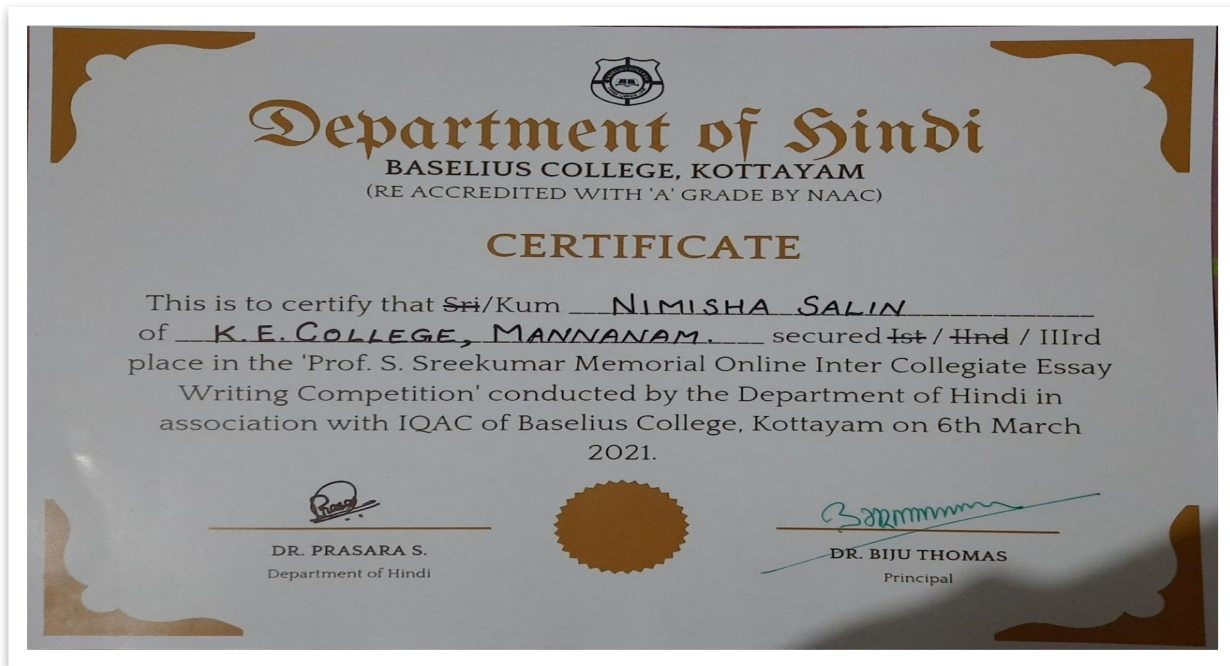 Department of Hindi
BASELIUS COLLEGE, KOTTAYAM
(RE ACCREDITED WITH 'A' GRADE BY NAAC)
CERTIFICATE
This is to certify that Sri/Kum NIMISHA SALIN
of K.E. COLLEGE, MANNANAM. secured Ist / IInd / IIIrd
place in the 'Prof. S. Sreekumar Memorial Online Inter Collegiate Essay
Writing Competition' conducted by the Department of Hindi in
association with IQAC of Baselius College, Kottayam on 6th March
2021.
DR. PRASARA S.
Department of Hindi
DR. BIJU THOMAS
Principal